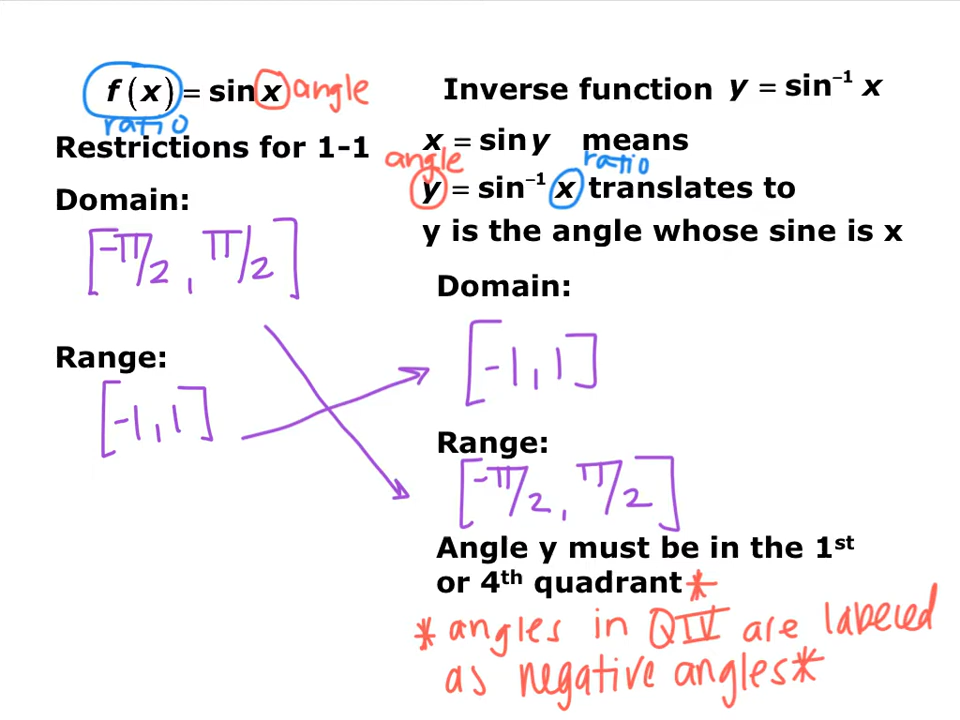 f(x) = sin x angle
ratio
Restrictions for 1-1
Domain:
[-π/2, π/2]
Range:
[-1, 1]
Inverse function y = sin⁻¹ x
x = sin y means
angle ratio
y = sin⁻¹ x translates to
y is the angle whose sine is x
Domain:
[-1, 1]
Range:
[-π/2, π/2]
Angle y must be in the 1st
or 4th quadrant *
* angles in QIV are labeled
as negative angles *